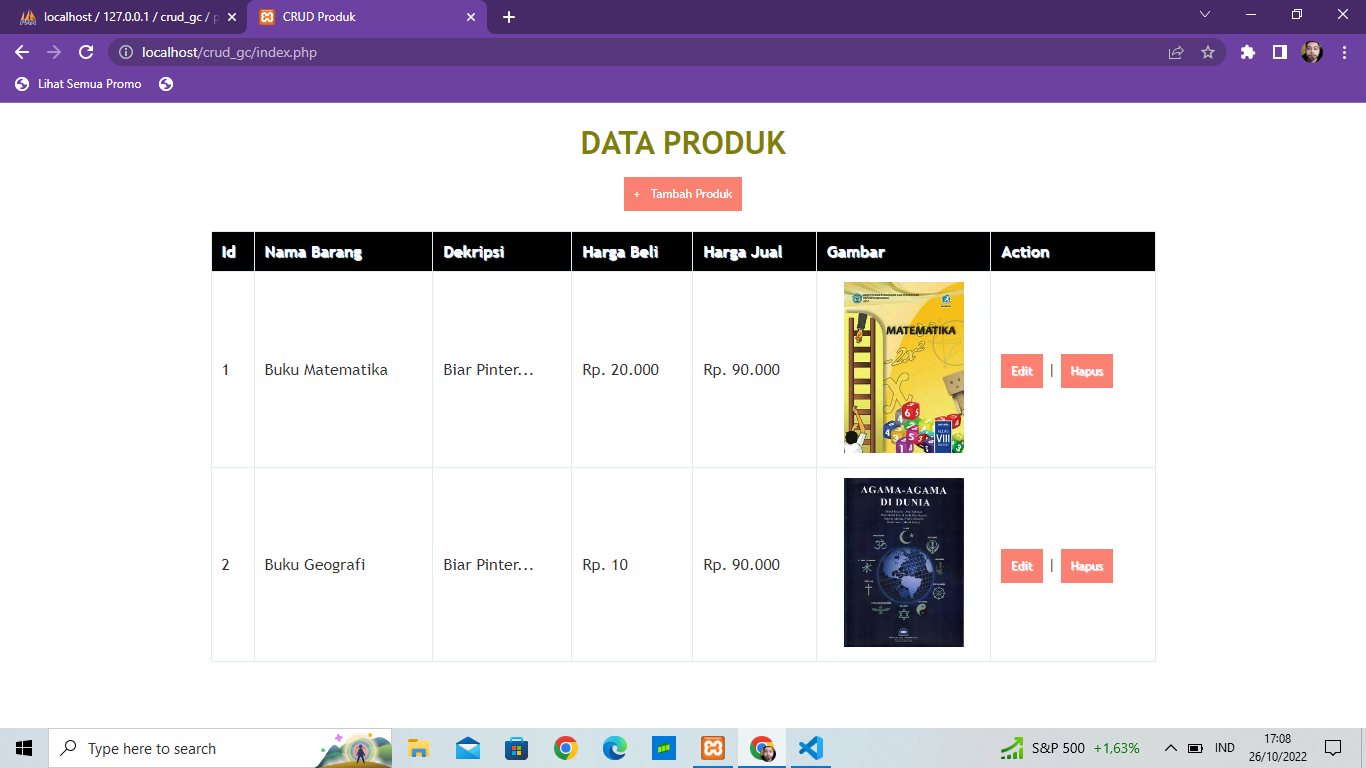 localhost / 127.0.0.1 / crud_gc / p
CRUD Produk
localhost/crud_gc/index.php
Lihat Semua Promo
DATA PRODUK
+ Tambah Produk
Id Nama Barang Dekripsi Harga Beli Harga Jual Gambar Action
MATEMATIKA
KELAS
VIII
1 Buku Matematika Biar Pinter... Rp. 20.000 Rp. 90.000 Edit | Hapus
AGAMA-AGAMA
DI DUNIA
2 Buku Geografi Biar Pinter... Rp. 10 Rp. 90.000 Edit | Hapus
Type here to search
S&P 500 +1,63%
IND
17:08
26/10/2022